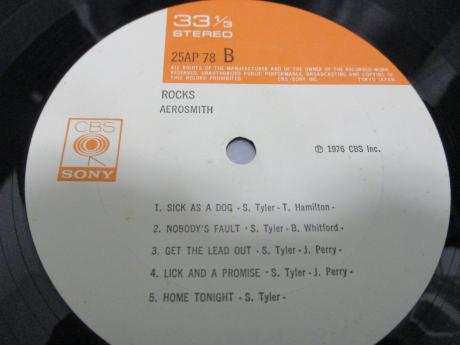 33 1/3
STEREO
25AP 78 B
ALL RIGHTS OF THE MANUFACTURER AND OF THE OWNER OF THE RECORDED WORK
RESERVED. UNAUTHORIZED PUBLIC PERFORMANCE, BROADCASTING AND COPYING OF
THIS RECORD PROHIBITED. CBS/SONY INC. TOKYO JAPAN
ROCKS
AEROSMITH
CBS
SONY
℗ 1976 CBS Inc.
1. SICK AS A DOG - S. Tyler - T. Hamilton -
2. NOBODY'S FAULT - S. Tyler - B. Whitford -
3. GET THE LEAD OUT - S. Tyler - J. Perry -
4. LICK AND A PROMISE - S. Tyler - J. Perry -
5. HOME TONIGHT - S. Tyler -